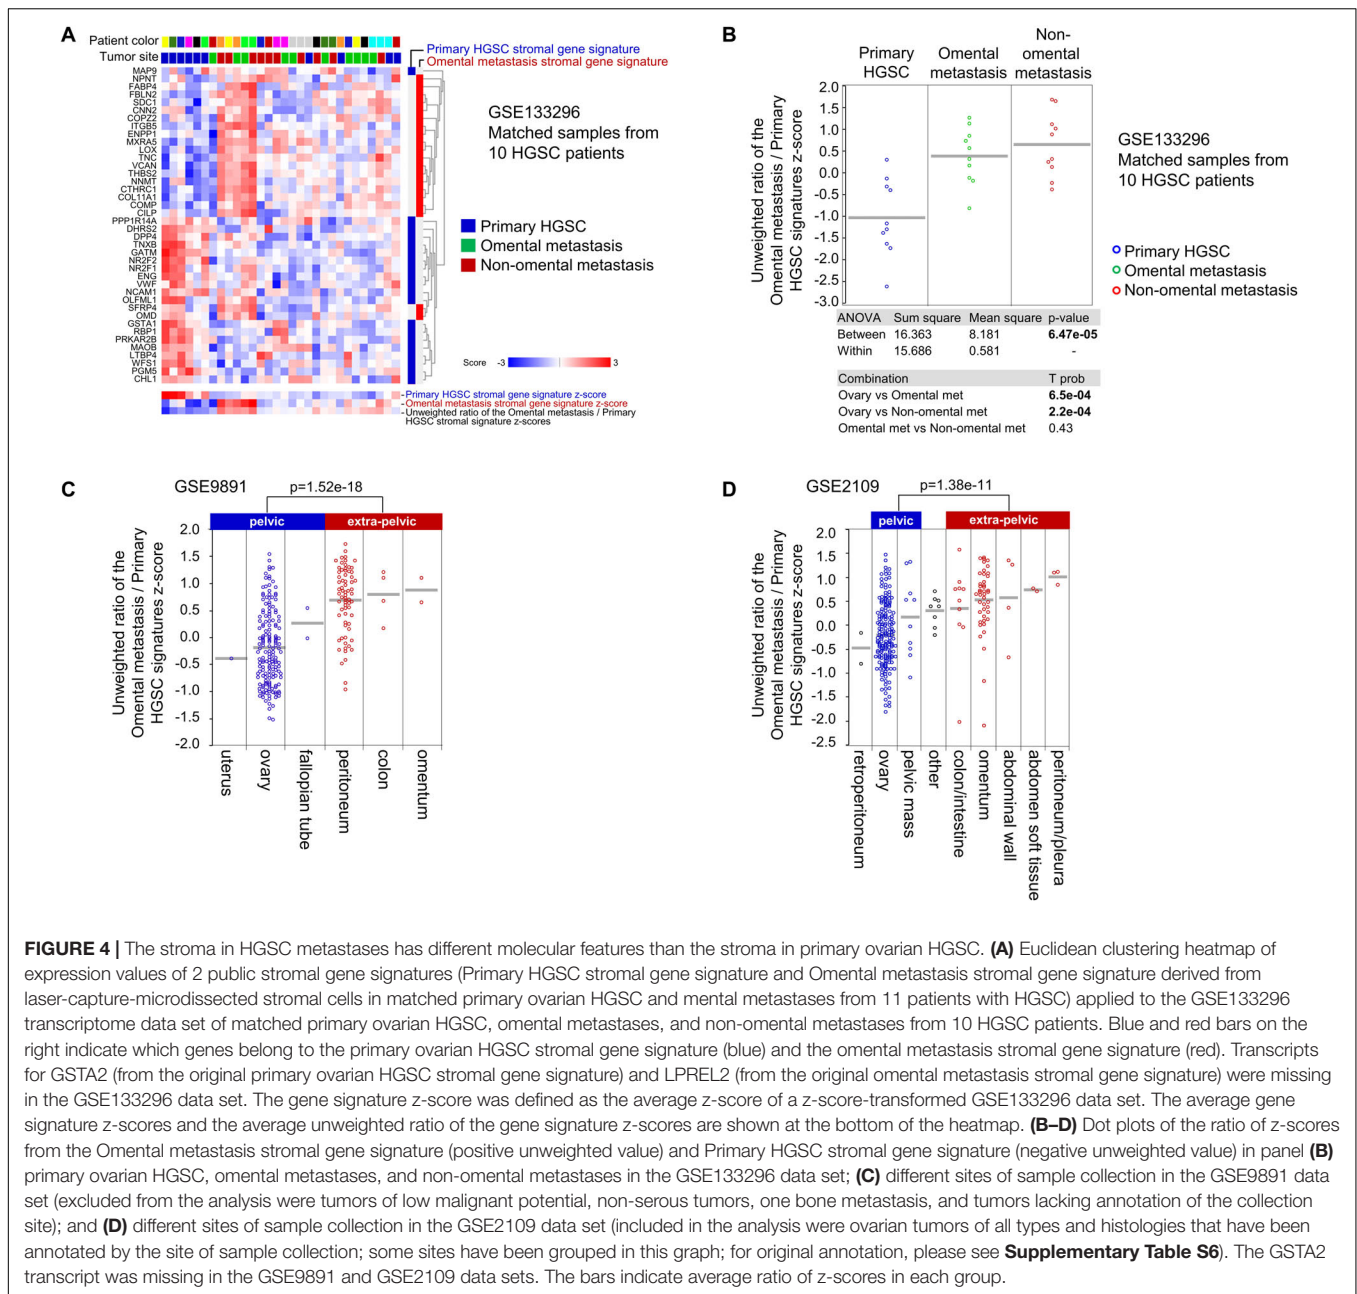 A
Patient color
Tumor site
Primary HGSC stromal gene signature
Omental metastasis stromal gene signature
MAP9
NPNT
FABP4
FBLN2
SDC1
CNN2
COPZ2
ITGB5
ENPP1
MXRA5
LOX
TNC
VCAN
THBS2
NNMT
CTHRC1
COL11A1
COMP
CILP
PPP1R14A
DHRS2
DPP4
TNXB
GATM
NR2F2
NR2F1
ENG
VWF
NCAM1
OLFML1
SFRP4
OMD
GSTA1
RBP1
PRKAR2B
MAOB
LTBP4
WFS1
PGM5
CHL1
GSE133296
Matched samples from
10 HGSC patients
Primary HGSC
Omental metastasis
Non-omental metastasis
Score -3 3
Primary HGSC stromal gene signature z-score
Omental metastasis stromal gene signature z-score
Unweighted ratio of the Omental metastasis / Primary
HGSC stromal signature z-scores
B
Primary
HGSC
Omental
metastasis
Non-
omental
metastasis
Unweighted ratio of the
Omental metastasis / Primary
HGSC signatures z-score
2.0
1.5
1.0
0.5
0.0
-0.5
-1.0
-1.5
-2.0
-2.5
-3.0
GSE133296
Matched samples from
10 HGSC patients
Primary HGSC
Omental metastasis
Non-omental metastasis
ANOVA Sum square Mean square p-value
Between 16.363 8.181 6.47e-05
Within 15.686 0.581 -
Combination T prob
Ovary vs Omental met 6.5e-04
Ovary vs Non-omental met 2.2e-04
Omental met vs Non-omental met 0.43
C
GSE9891
p=1.52e-18
pelvic
extra-pelvic
Unweighted ratio of the
Omental metastasis / Primary
HGSC signatures z-score
2.0
1.5
1.0
0.5
0.0
-0.5
-1.0
-1.5
-2.0
uterus
ovary
fallopian tube
peritoneum
colon
omentum
D
GSE2109
p=1.38e-11
pelvic
extra-pelvic
Unweighted ratio of the
Omental metastasis / Primary
HGSC signatures z-score
2.0
1.5
1.0
0.5
0.0
-0.5
-1.0
-1.5
-2.0
-2.5
retroperitoneum
ovary
pelvic mass
other
colon/intestine
omentum
abdominal wall
abdomen soft tissue
peritoneum/pleura
FIGURE 4 | The stroma in HGSC metastases has different molecular features than the stroma in primary ovarian HGSC. (A) Euclidean clustering heatmap of
expression values of 2 public stromal gene signatures (Primary HGSC stromal gene signature and Omental metastasis stromal gene signature derived from
laser-capture-microdissected stromal cells in matched primary ovarian HGSC and mental metastases from 11 patients with HGSC) applied to the GSE133296
transcriptome data set of matched primary ovarian HGSC, omental metastases, and non-omental metastases from 10 HGSC patients. Blue and red bars on the
right indicate which genes belong to the primary ovarian HGSC stromal gene signature (blue) and the omental metastasis stromal gene signature (red). Transcripts
for GSTA2 (from the original primary ovarian HGSC stromal gene signature) and LPREL2 (from the original omental metastasis stromal gene signature) were missing
in the GSE133296 data set. The gene signature z-score was defined as the average z-score of a z-score-transformed GSE133296 data set. The average gene
signature z-scores and the average unweighted ratio of the gene signature z-scores are shown at the bottom of the heatmap. (B–D) Dot plots of the ratio of z-scores
from the Omental metastasis stromal gene signature (positive unweighted value) and Primary HGSC stromal gene signature (negative unweighted value) in panel (B)
primary ovarian HGSC, omental metastases, and non-omental metastases in the GSE133296 data set; (C) different sites of sample collection in the GSE9891 data
set (excluded from the analysis were tumors of low malignant potential, non-serous tumors, one bone metastasis, and tumors lacking annotation of the collection
site); and (D) different sites of sample collection in the GSE2109 data set (included in the analysis were ovarian tumors of all types and histologies that have been
annotated by the site of sample collection; some sites have been grouped in this graph; for original annotation, please see Supplementary Table S6). The GSTA2
transcript was missing in the GSE9891 and GSE2109 data sets. The bars indicate average ratio of z-scores in each group.